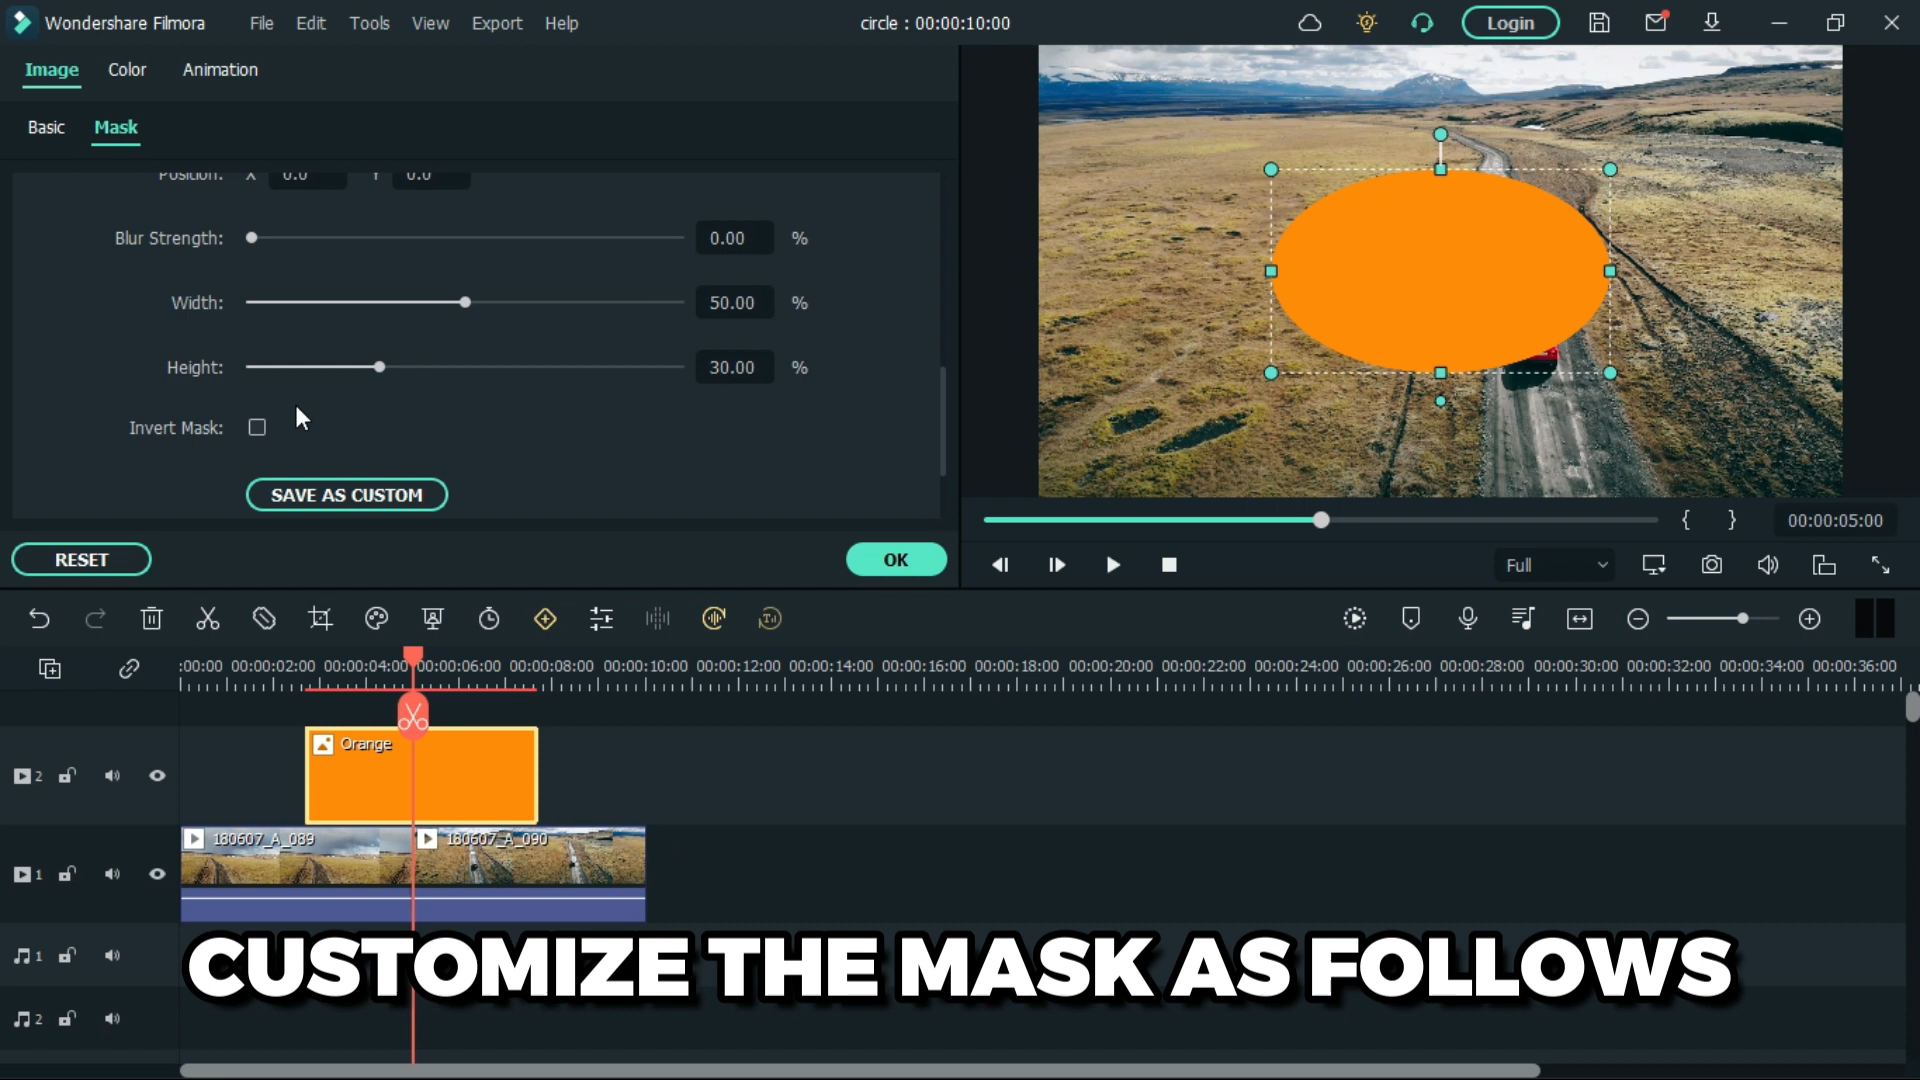 Wondershare Filmora File Edit Tools View Export Help circle : 00:00:10:00 Login
Image Color Animation
Basic Mask
Position: X 0.0 Y 0.0
Blur Strength: 0.00 %
Width: 50.00 %
Height: 30.00 %
Invert Mask:
SAVE AS CUSTOM
RESET OK
{ } 00:00:05:00
Full
:00:00 00:00:02:00 00:00:04:00 00:00:06:00 00:00:08:00 00:00:10:00 00:00:12:00 00:00:14:00 00:00:16:00 00:00:18:00 00:00:20:00 00:00:22:00 00:00:24:00 00:00:26:00 00:00:28:00 00:00:30:00 00:00:32:00 00:00:34:00 00:00:36:00
Orange
2
180607_A_089 180607_A_090
1
1
CUSTOMIZE THE MASK AS FOLLOWS
2